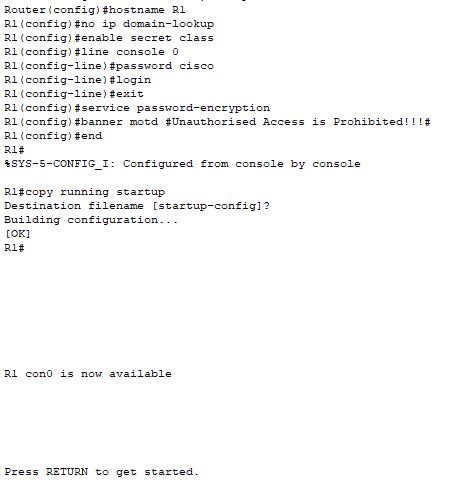 Router(config)#hostname R1
R1(config)#no ip domain-lookup
R1(config)#enable secret class
R1(config)#line console 0
R1(config-line)#password cisco
R1(config-line)#login
R1(config-line)#exit
R1(config)#service password-encryption
R1(config)#banner motd #Unauthorised Access is Prohibited!!!#
R1(config)#end
R1#
%SYS-5-CONFIG_I: Configured from console by console
R1#copy running startup
Destination filename [startup-config]?
Building configuration...
[OK]
R1#
R1 con0 is now available
Press RETURN to get started.